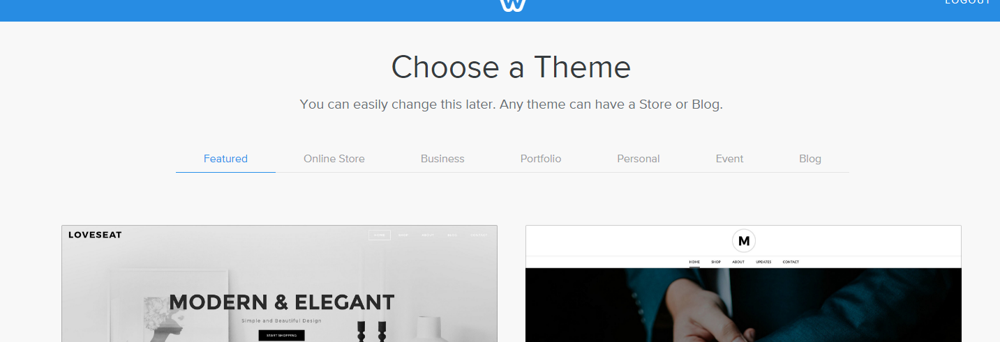 W
LOGOUT
Choose a Theme
You can easily change this later. Any theme can have a Store or Blog.
Featured Online Store Business Portfolio Personal Event Blog
LOVESEAT
HOME SHOP ABOUT BLOG CONTACT
MODERN & ELEGANT
Simple and Beautiful Design
START SHOPPING
M
HOME SHOP ABOUT UPDATES CONTACT